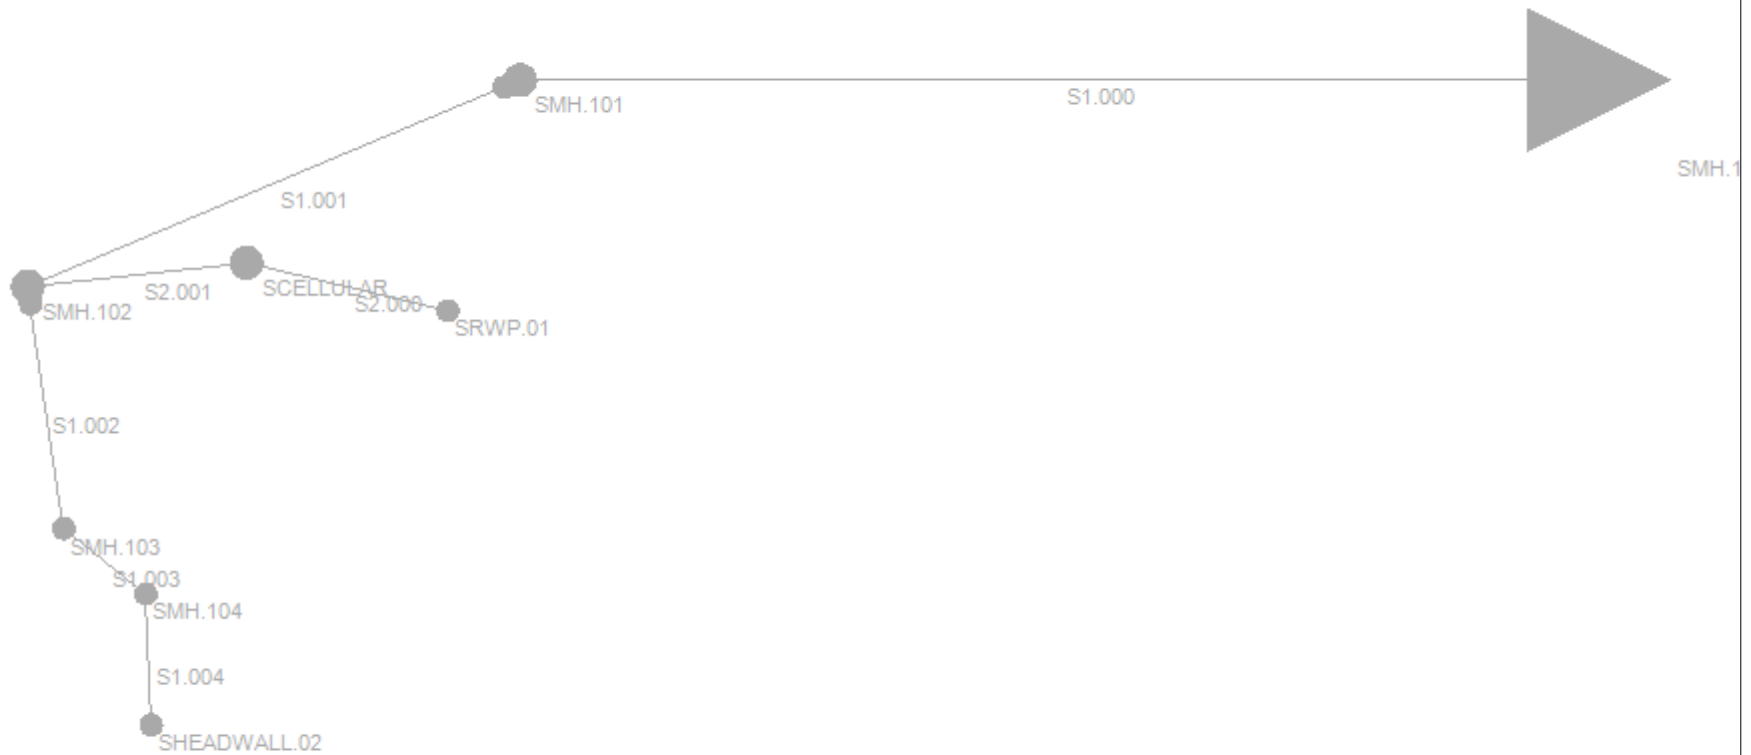 SMH.101
S1.000
SMH.1
S1.001
S2.001
SCELLULAR
S2.000
SMH.102
SRWP.01
S1.002
SMH.103
S1.003
SMH.104
S1.004
SHEADWALL.02